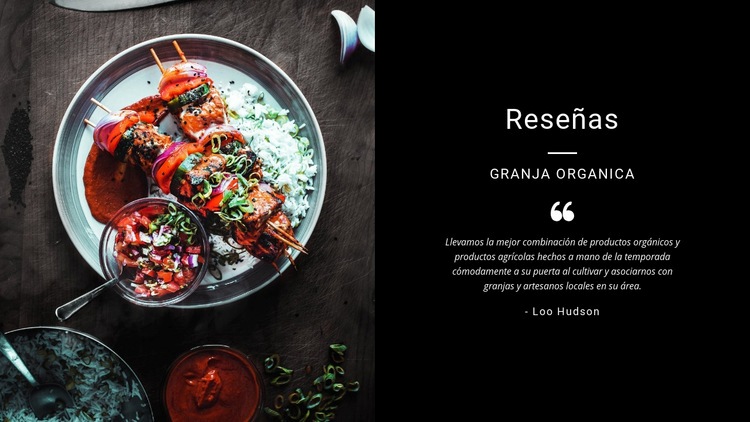 Reseñas
GRANJA ORGANICA
❝
Llevamos la mejor combinación de productos orgánicos y
productos agrícolas hechos a mano de la temporada
cómodamente a su puerta al cultivar y asociarnos con
granjas y artesanos locales en su área.
- Loo Hudson